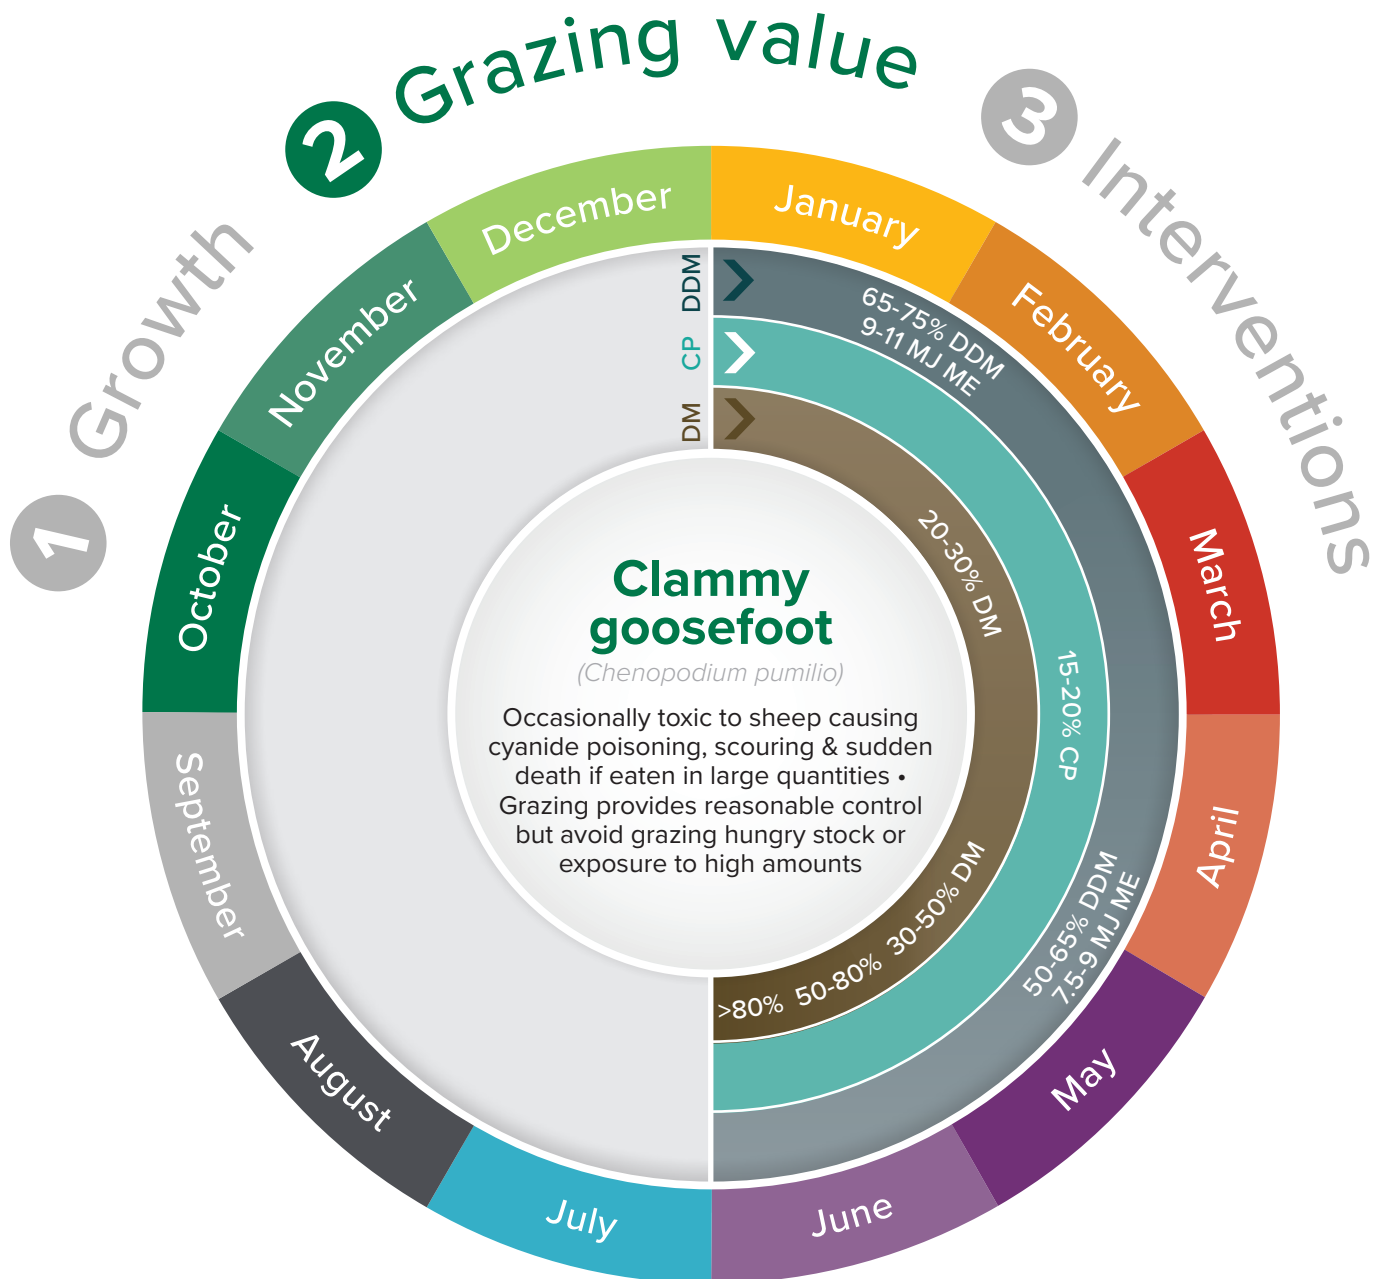 1 Growth
2 Grazing value
3 Interventions
January
February
March
April
May
June
July
August
September
October
November
December
DDM
CP
DM
65-75% DDM
9-11 MJ ME
50-65% DDM
7.5-9 MJ ME
15-20% CP
20-30% DM
30-50% DM
50-80%
>80%
Clammy
goosefoot
(Chenopodium pumilio)
Occasionally toxic to sheep causing
cyanide poisoning, scouring & sudden
death if eaten in large quantities •
Grazing provides reasonable control
but avoid grazing hungry stock or
exposure to high amounts